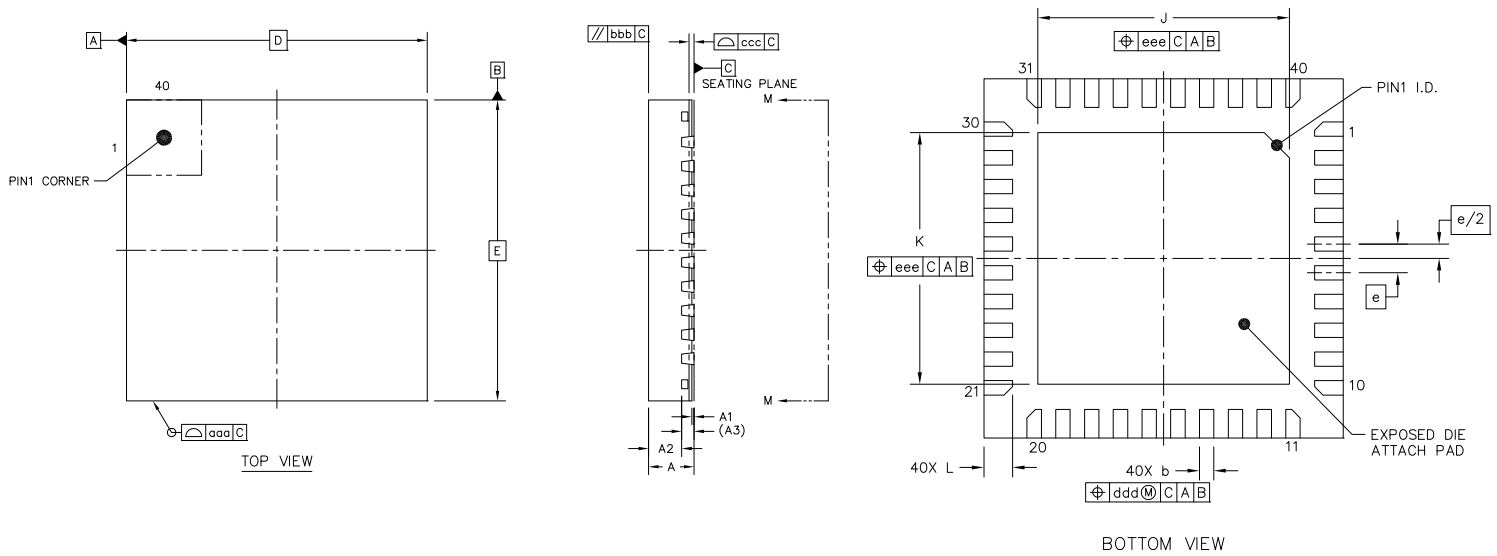 A
D
B
40
1
PIN1 CORNER
E
⌓ aaa C
TOP VIEW
// bbb C
⌓ ccc C
C
SEATING PLANE
M
M
A1
(A3)
A2
A
J
⌖ eee C A B
31
40
PIN1 I.D.
30
1
K
⌖ eee C A B
e/2
e
21
10
20
11
EXPOSED DIE
ATTACH PAD
40X L
40X b
⌖ ddd Ⓜ C A B
BOTTOM VIEW